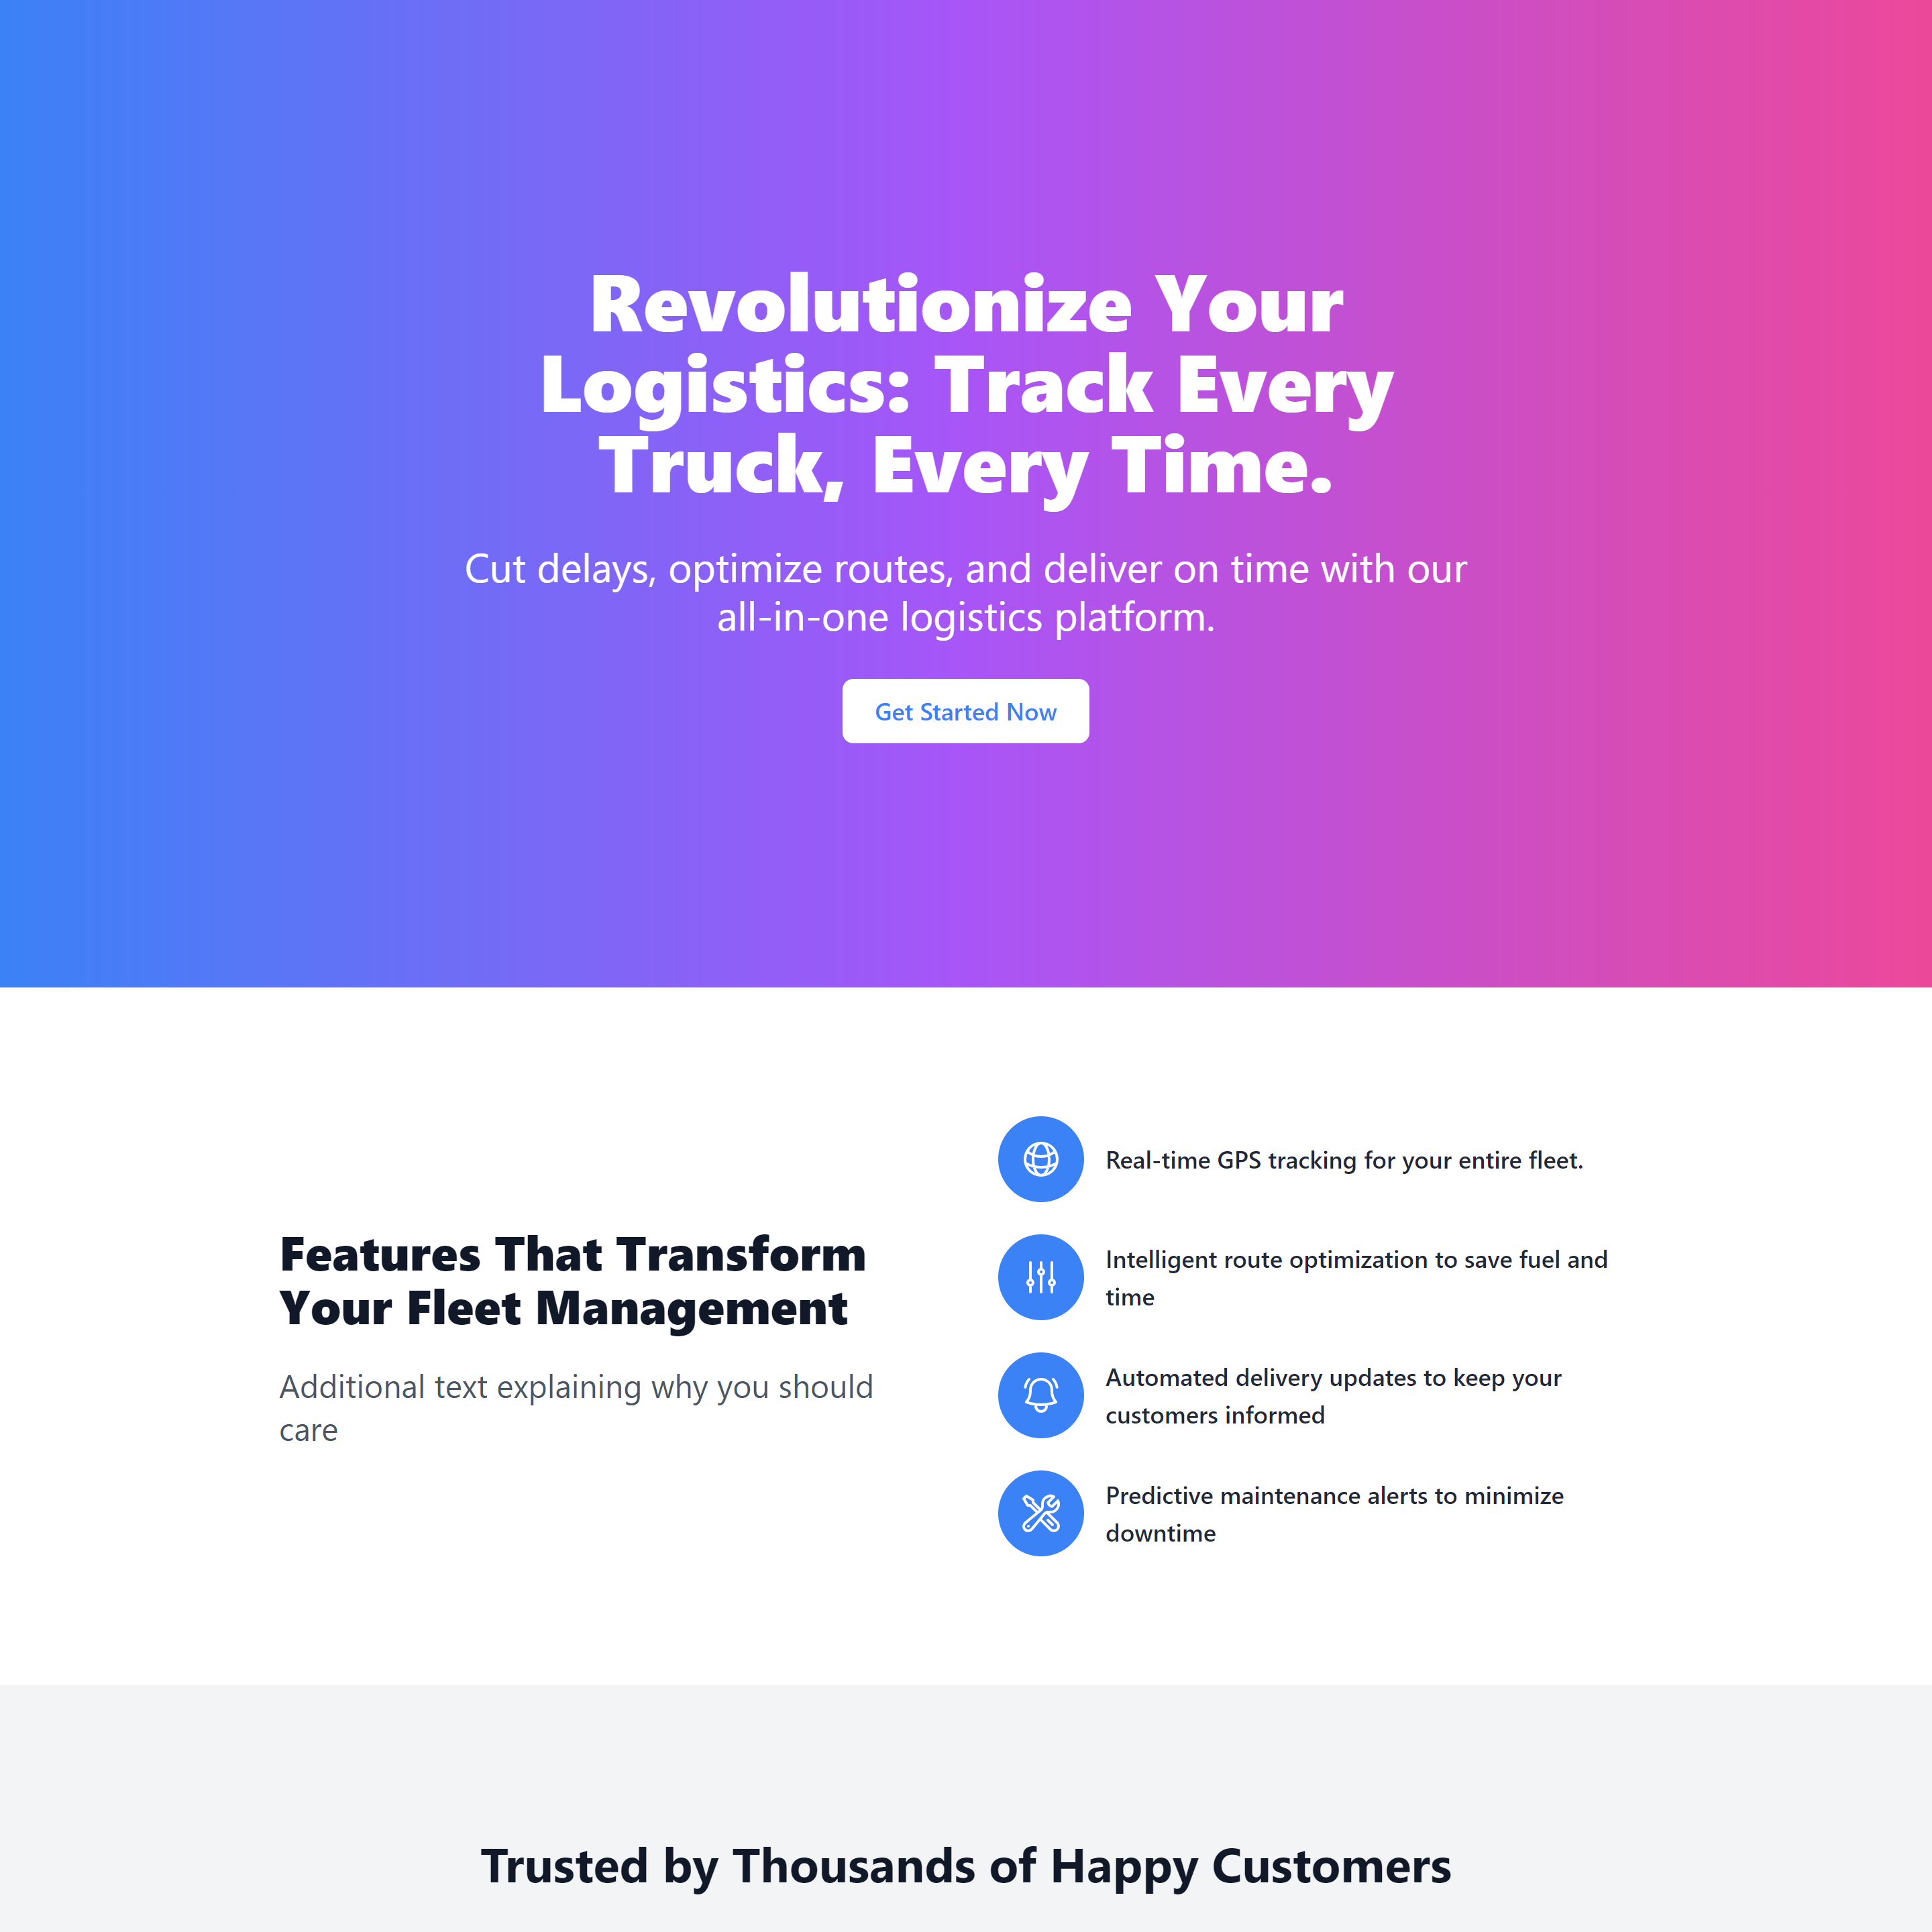 Revolutionize Your
Logistics: Track Every
Truck, Every Time.
Cut delays, optimize routes, and deliver on time with our
all-in-one logistics platform.
Get Started Now
Features That Transform
Your Fleet Management
Additional text explaining why you should
care
Real-time GPS tracking for your entire fleet.
Intelligent route optimization to save fuel and
time
Automated delivery updates to keep your
customers informed
Predictive maintenance alerts to minimize
downtime
Trusted by Thousands of Happy Customers